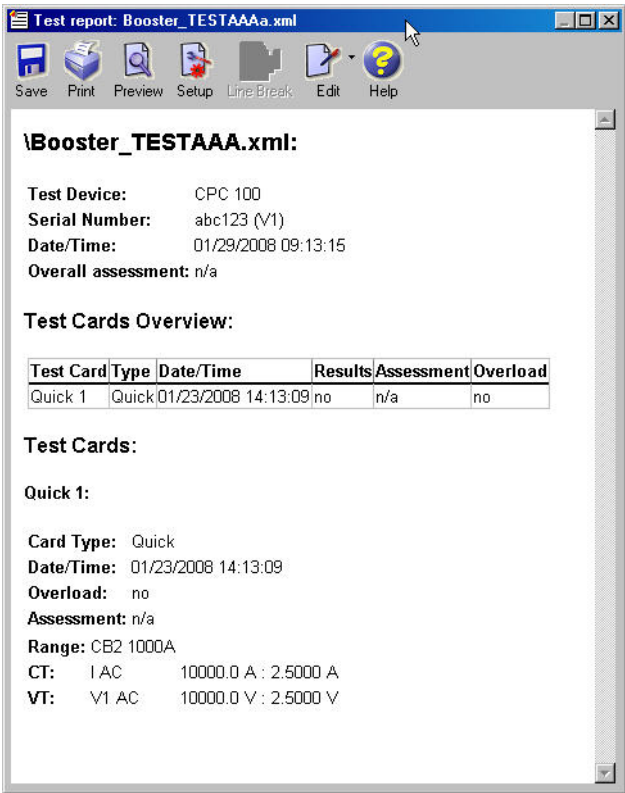 Test report: Booster_TESTAAAa.xml
Save Print Preview Setup Line Break Edit Help
\Booster_TESTAAA.xml:
Test Device: CPC 100
Serial Number: abc123 (V1)
Date/Time: 01/29/2008 09:13:15
Overall assessment: n/a
Test Cards Overview:
Test Card Type Date/Time Results Assessment Overload
Quick 1 Quick 01/23/2008 14:13:09 no n/a no
Test Cards:
Quick 1:
Card Type: Quick
Date/Time: 01/23/2008 14:13:09
Overload: no
Assessment: n/a
Range: CB2 1000A
CT: I AC 10000.0 A : 2.5000 A
VT: V1 AC 10000.0 V : 2.5000 V